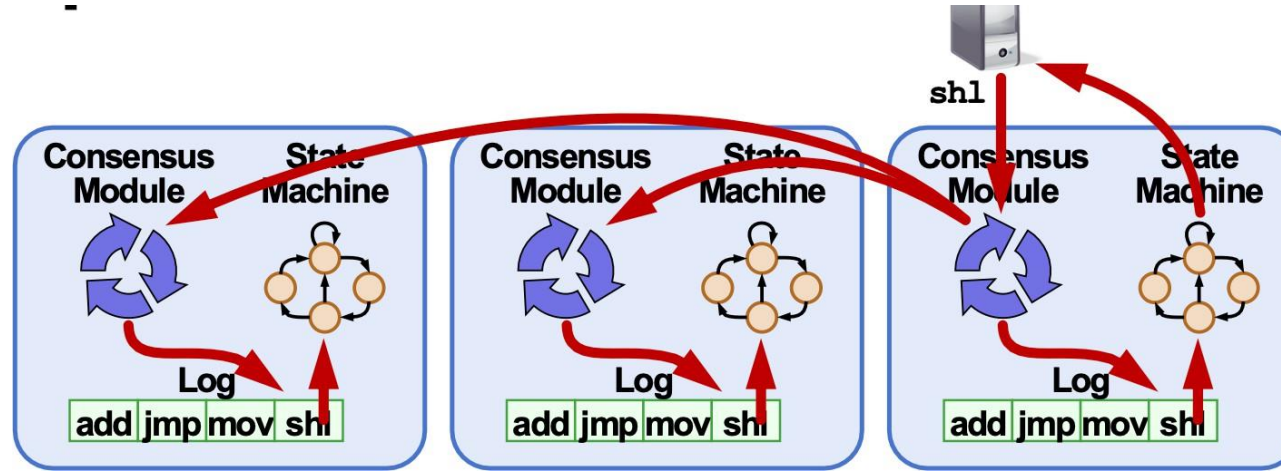 shl
Consensus Module
State Machine
Log
add jmp mov shl
Consensus Module
State Machine
Log
add jmp mov shl
Consensus Module
State Machine
Log
add jmp mov shl